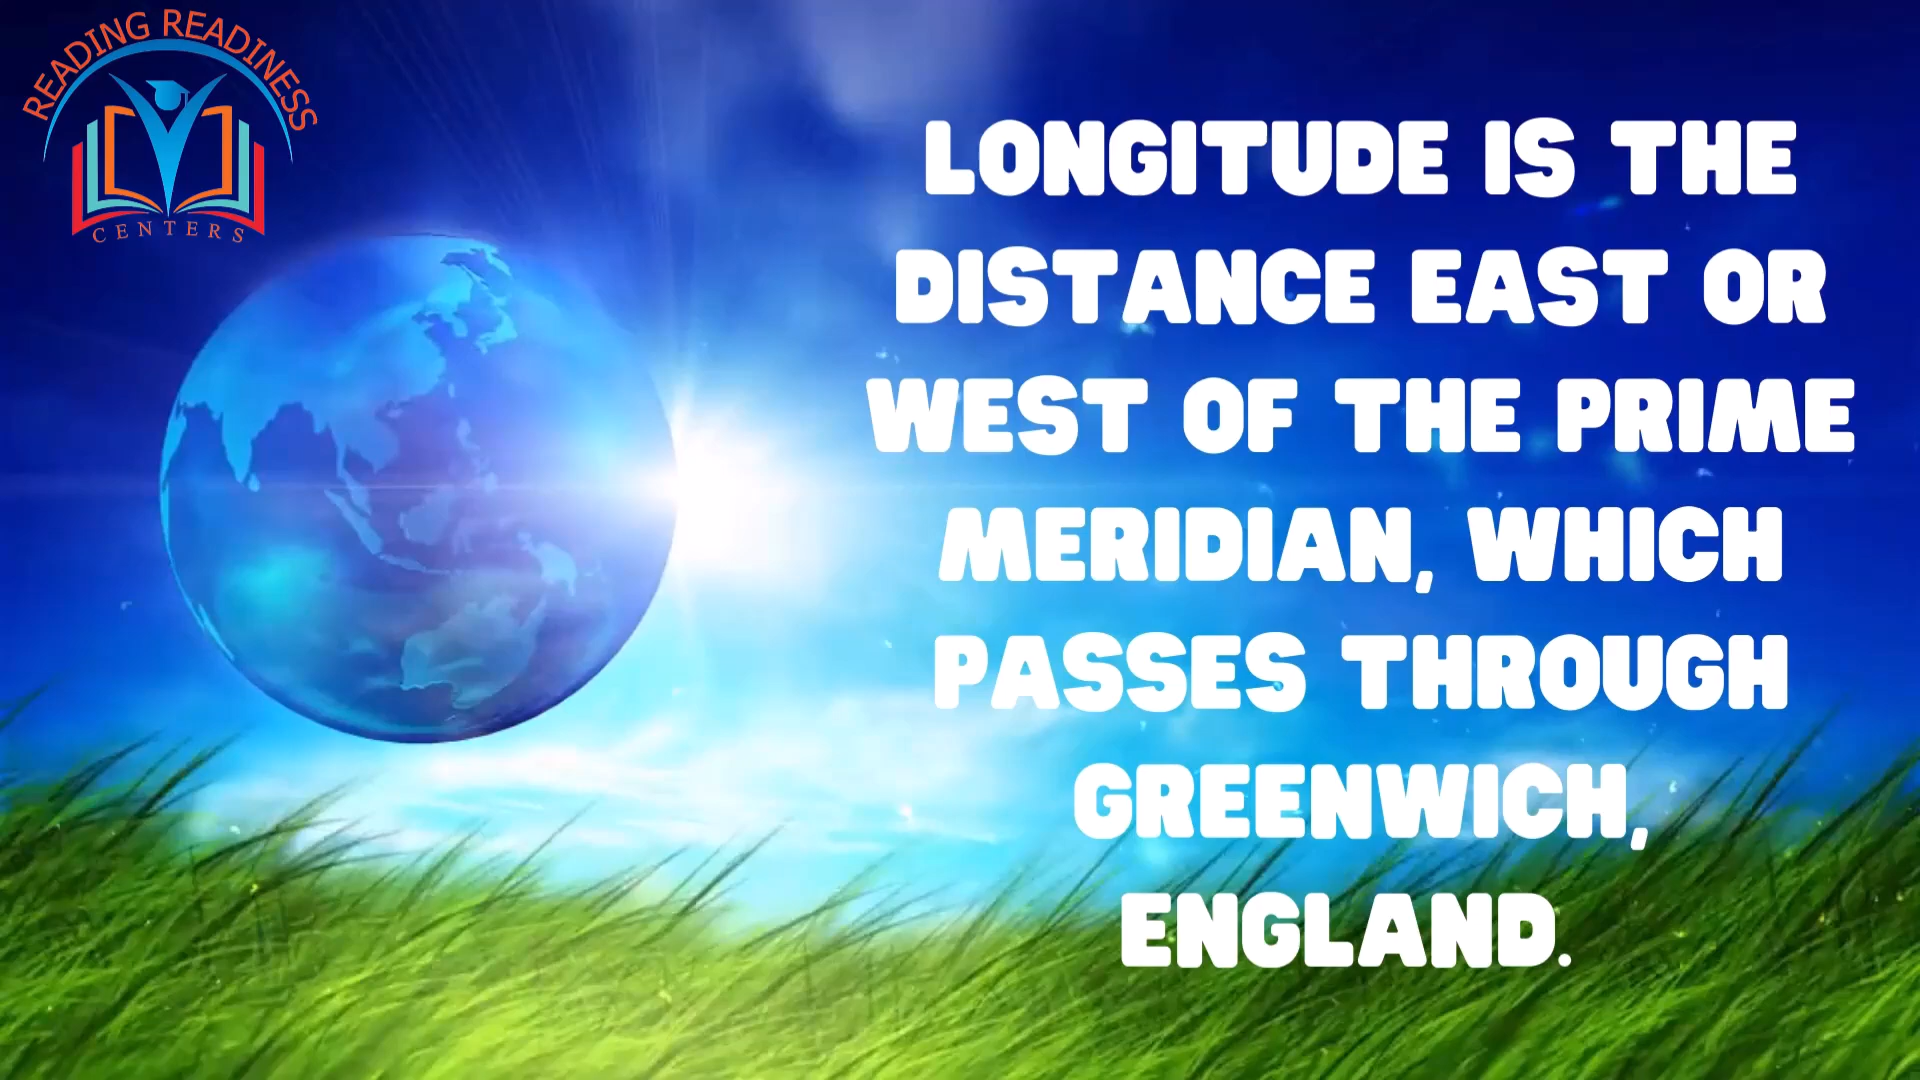 READING READINESS
CENTERS
LONGITUDE IS THE
DISTANCE EAST OR
WEST OF THE PRIME
MERIDIAN, WHICH
PASSES THROUGH
GREENWICH,
ENGLAND.